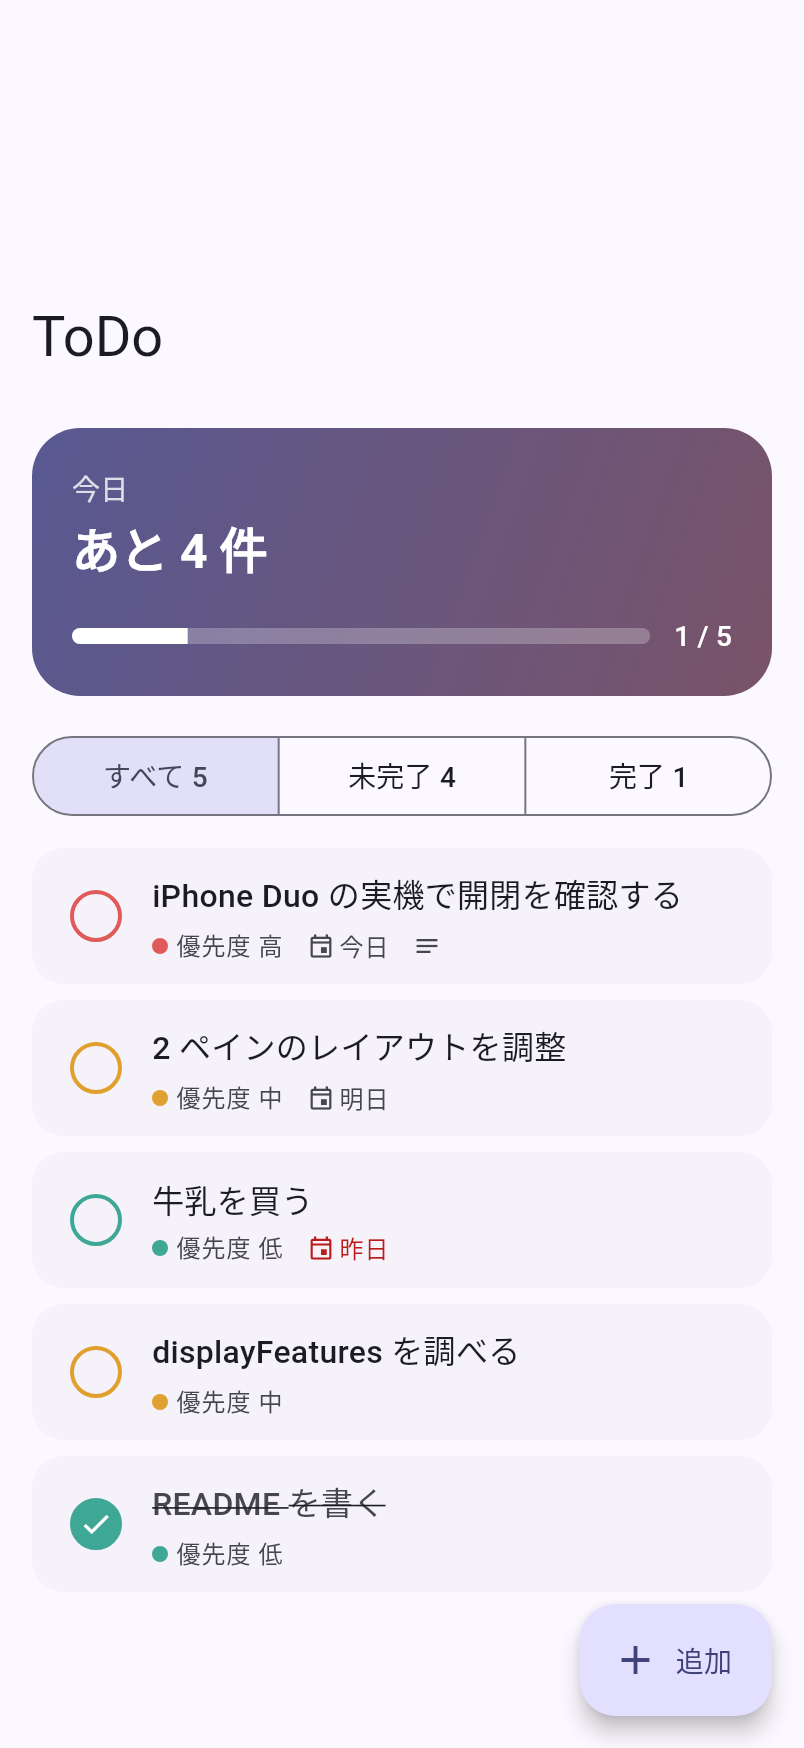 ToDo
今日
あと 4 件
1 / 5
すべて 5
未完了 4
完了 1
iPhone Duo の実機で開閉を確認する
優先度 高 今日
2 ペインのレイアウトを調整
優先度 中 明日
牛乳を買う
優先度 低 昨日
displayFeatures を調べる
優先度 中
README を書く
優先度 低
追加